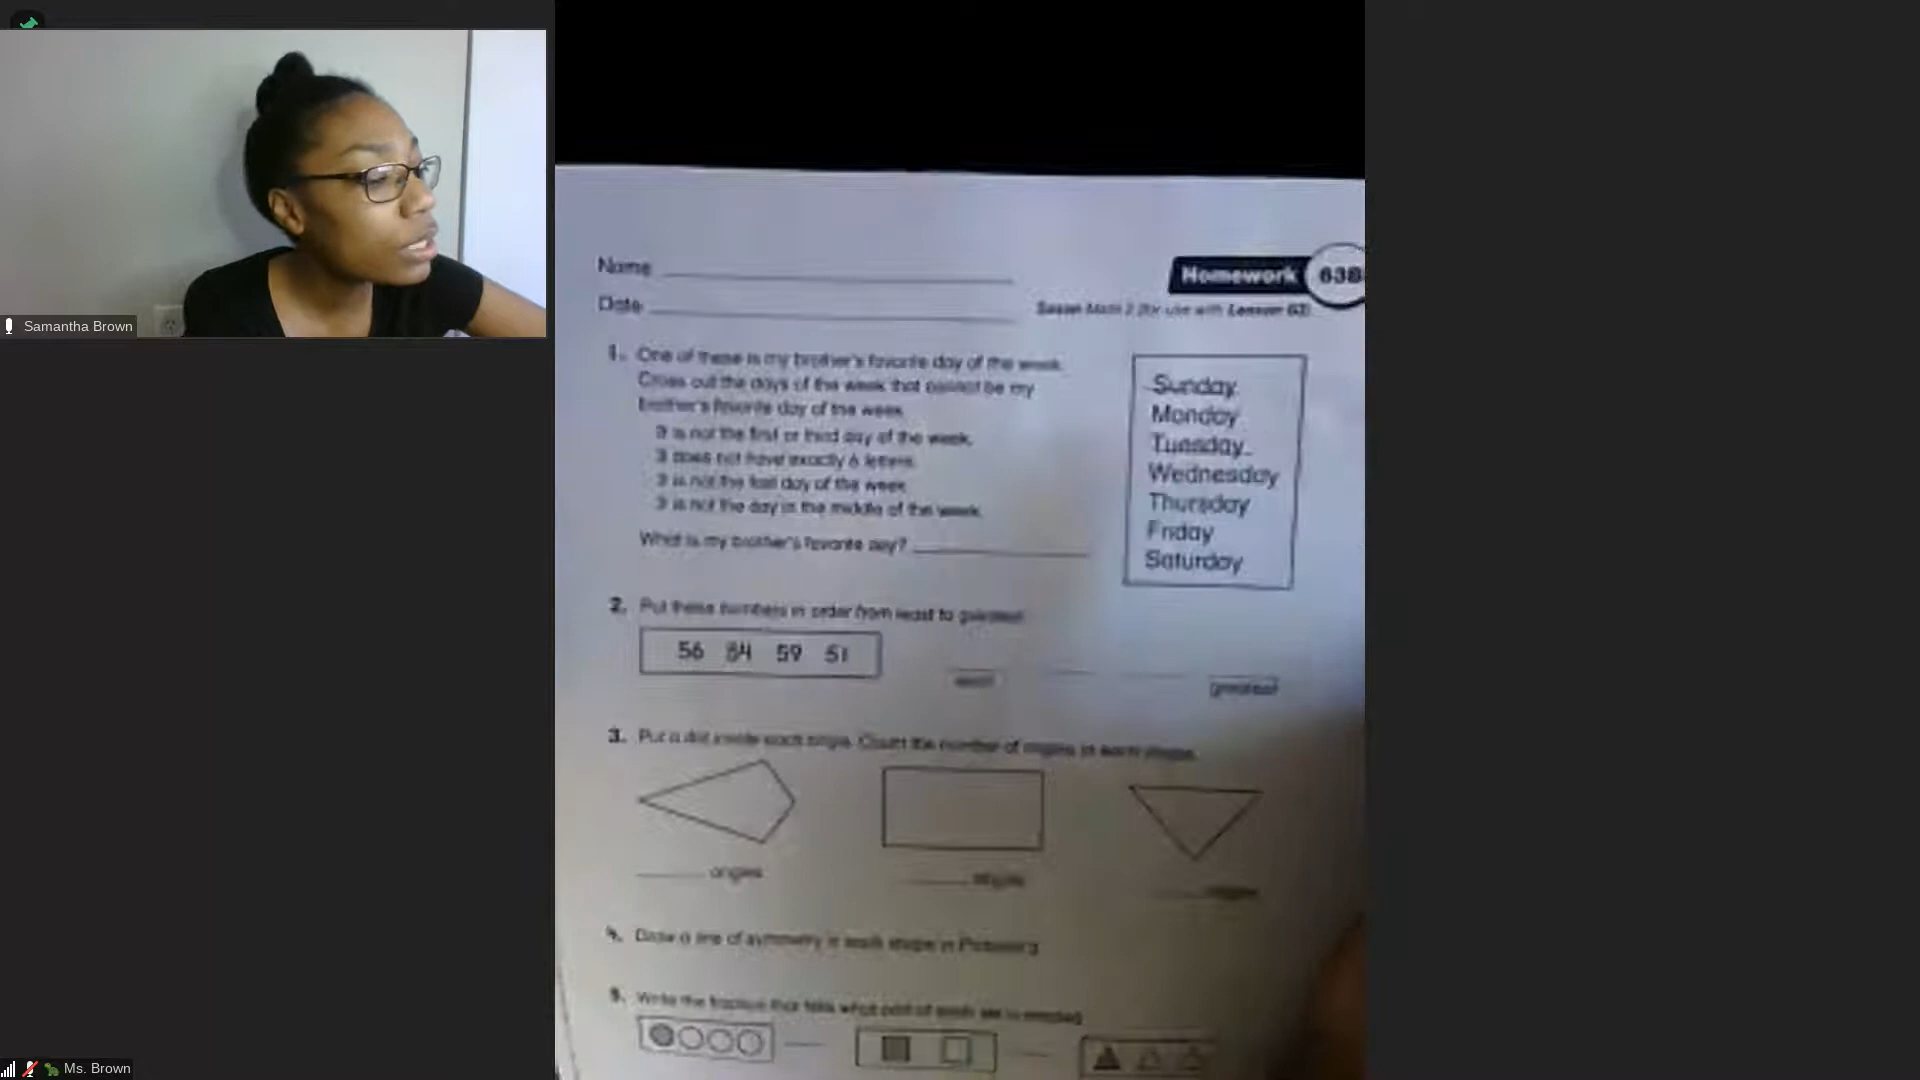 Samantha Brown
Name
Homework 63B
Date
Saxon Math 2 (for use with Lesson 63)
1. One of these is my brother's favorite day of the week.
Cross out the days of the week that cannot be my
brother's favorite day of the week.
It is not the first or third day of the week.
It does not have exactly 6 letters.
It is not the last day of the week.
It is not the day in the middle of the week.
What is my brother's favorite day?
Sunday
Monday
Tuesday
Wednesday
Thursday
Friday
Saturday
2. Put these numbers in order from least to greatest.
56 54 59 51
least
greatest
3. Put a dot inside each angle. Count the number of angles in each shape.
angles
angles
angles
4. Draw a line of symmetry in each shape in Problem 3.
5. Write the fraction that tells what part of each set is shaded.
Ms. Brown